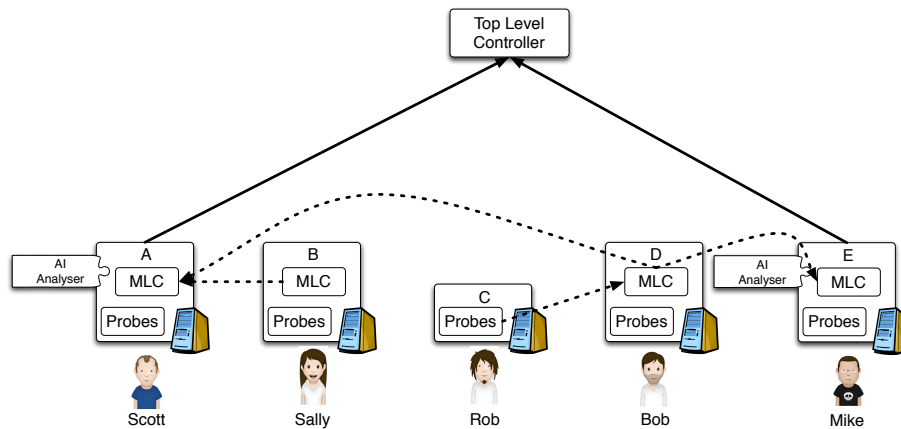 Top Level
Controller
A
B
C
D
E
AI
Analyser
MLC
Probes
MLC
Probes
Probes
MLC
Probes
AI
Analyser
MLC
Probes
Scott
Sally
Rob
Bob
Mike